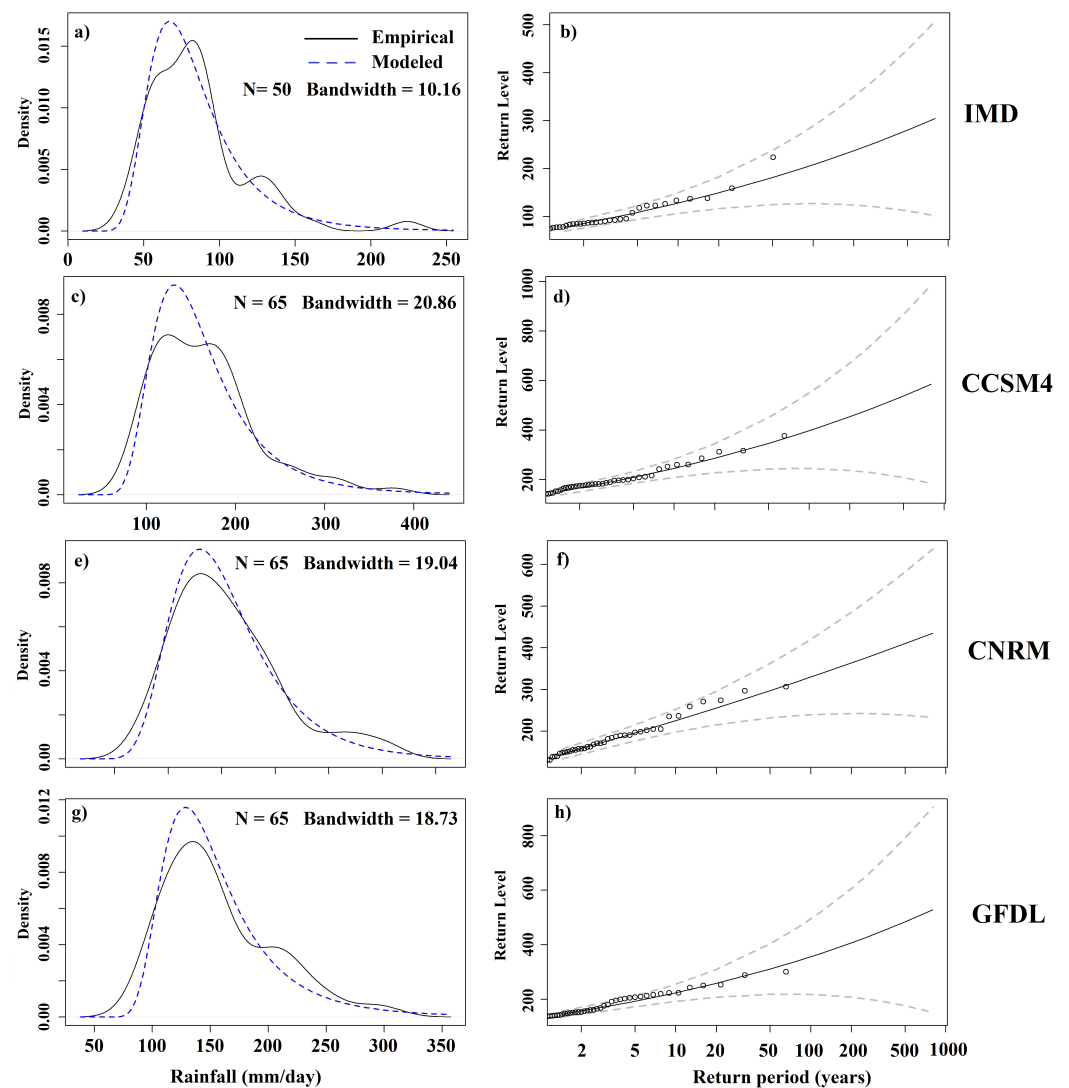 a)
Empirical
Modeled
N= 50 Bandwidth = 10.16
Density
0.000 0.005 0.010 0.015
0 50 100 150 200 250
b)
Return Level
100 200 300 400 500
IMD
c)
N = 65 Bandwidth = 20.86
Density
0.000 0.004 0.008
100 200 300 400
d)
Return Level
200 400 600 800 1000
CCSM4
e)
N = 65 Bandwidth = 19.04
Density
0.000 0.004 0.008
f)
Return Level
200 300 400 500 600
CNRM
g)
N = 65 Bandwidth = 18.73
Density
0.000 0.004 0.008 0.012
50 100 150 200 250 300 350
Rainfall (mm/day)
h)
Return Level
200 400 600 800
2 5 10 20 50 100 200 500 1000
Return period (years)
GFDL